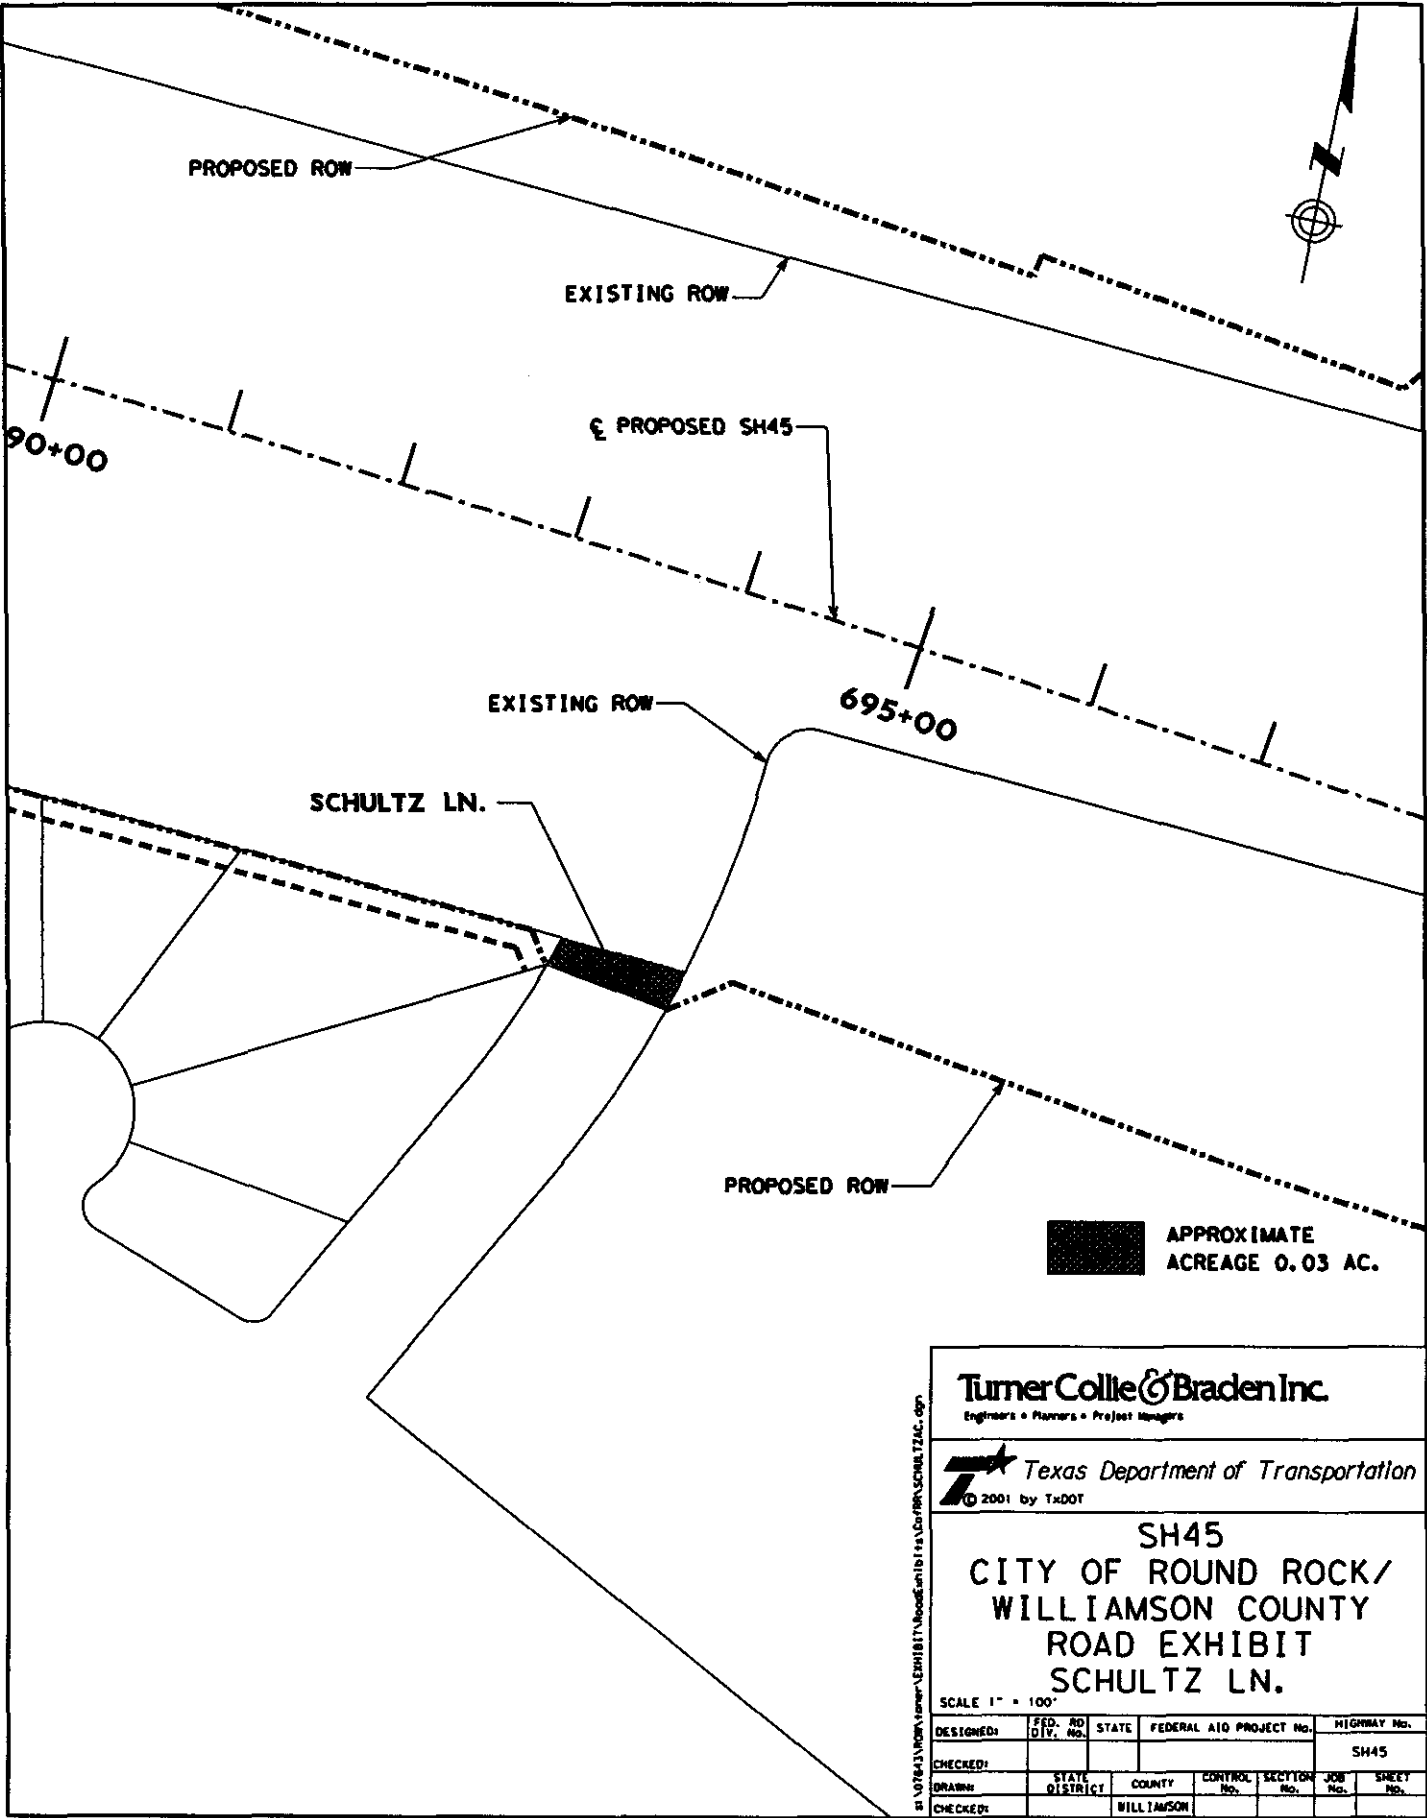 PROPOSED ROW
EXISTING ROW
N
90+00
℄ PROPOSED SH45
EXISTING ROW
695+00
SCHULTZ LN.
PROPOSED ROW
APPROXIMATE
ACREAGE 0.03 AC.
Turner Collie & Braden Inc.
Engineers • Planners • Project Managers
T Texas Department of Transportation
© 2001 by TxDOT
SH45
CITY OF ROUND ROCK/
WILLIAMSON COUNTY
ROAD EXHIBIT
SCHULTZ LN.
SCALE 1" = 100'
DESIGNED: FED. RD DIV. No. STATE FEDERAL AID PROJECT No. HIGHWAY No.
CHECKED: SH45
DRAWN: STATE DISTRICT COUNTY CONTROL No. SECTION No. JOB No. SHEET No.
CHECKED: WILLIAMSON